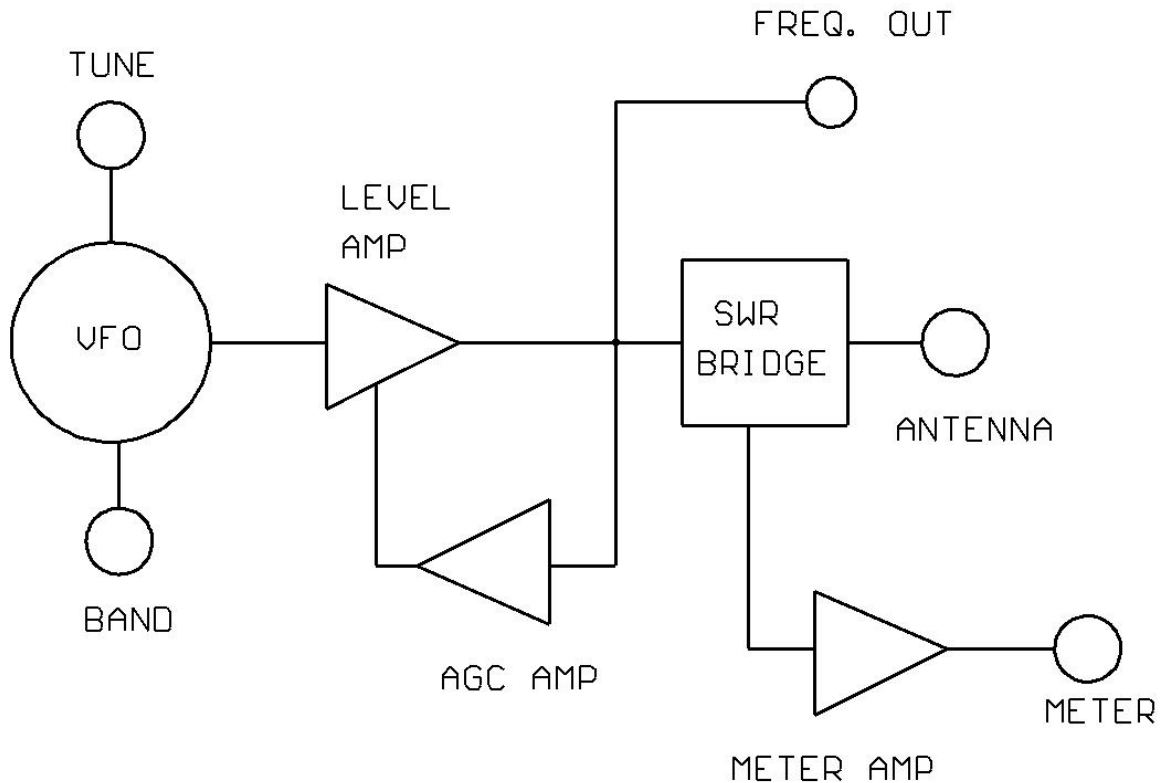 FREQ. OUT
TUNE
LEVEL
AMP
VFO
SWR
BRIDGE
ANTENNA
BAND
AGC AMP
METER
METER AMP